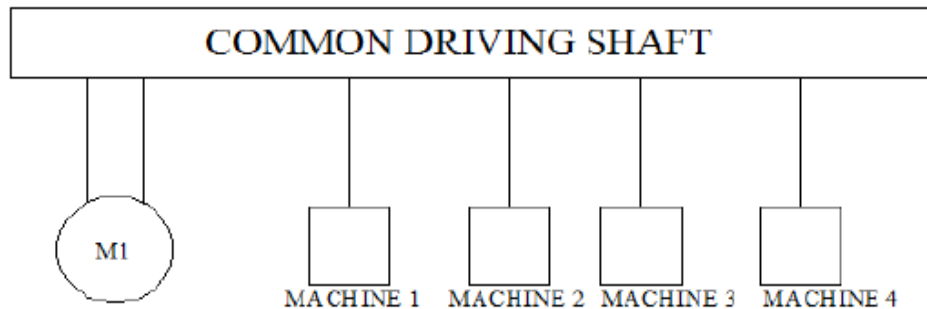 COMMON DRIVING SHAFT
M1
MACHINE 1 MACHINE 2 MACHINE 3 MACHINE 4